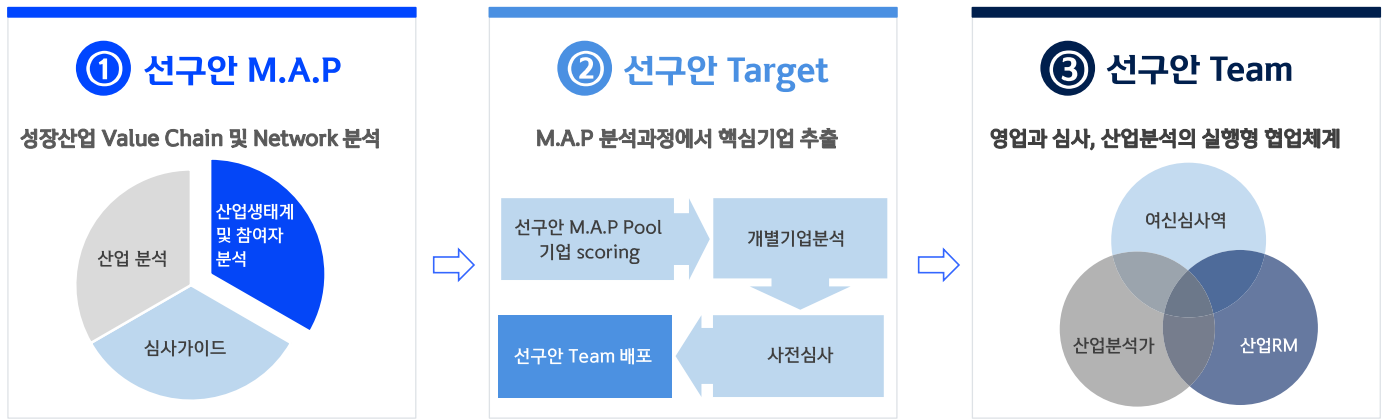 ① 선구안 M.A.P
성장산업 Value Chain 및 Network 분석
산업생태계
및 참여자
분석
산업 분석
심사가이드
② 선구안 Target
M.A.P 분석과정에서 핵심기업 추출
선구안 M.A.P Pool
기업 scoring
개별기업분석
사전심사
선구안 Team 배포
③ 선구안 Team
영업과 심사, 산업분석의 실행형 협업체계
여신심사역
산업분석가
산업RM